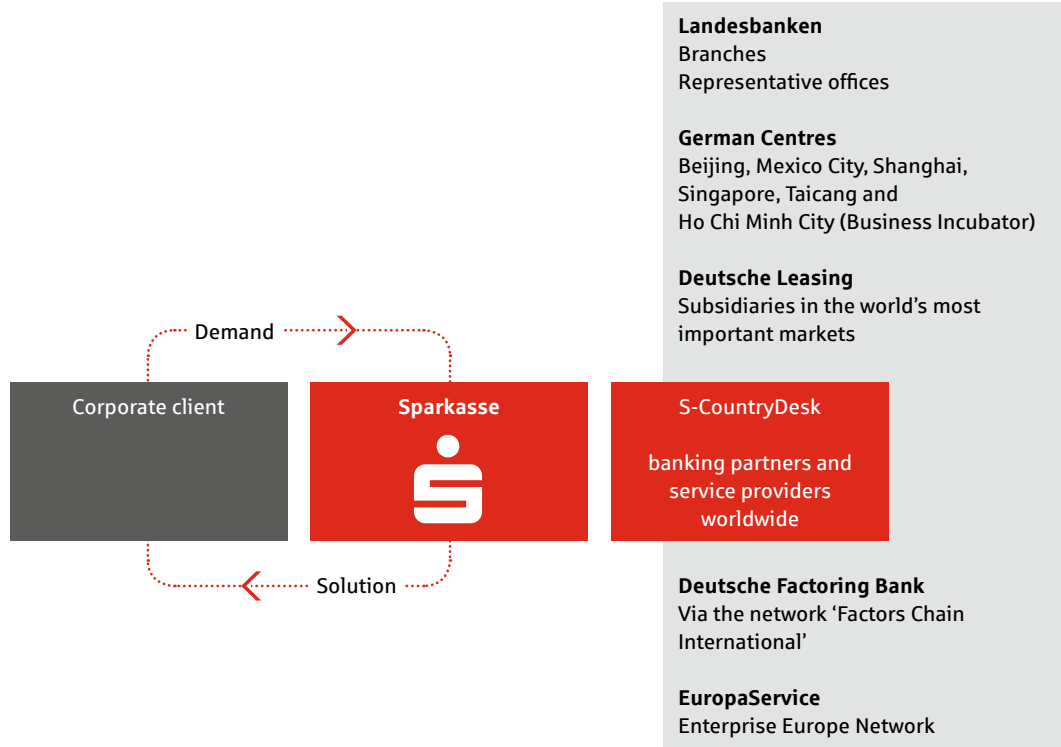 Landesbanken
Branches
Representative offices
German Centres
Beijing, Mexico City, Shanghai,
Singapore, Taicang and
Ho Chi Minh City (Business Incubator)
Deutsche Leasing
Subsidiaries in the world’s most
important markets
Demand
Corporate client
Sparkasse
S-CountryDesk
banking partners and
service providers
worldwide
Solution
Deutsche Factoring Bank
Via the network ‘Factors Chain
International’
EuropaService
Enterprise Europe Network